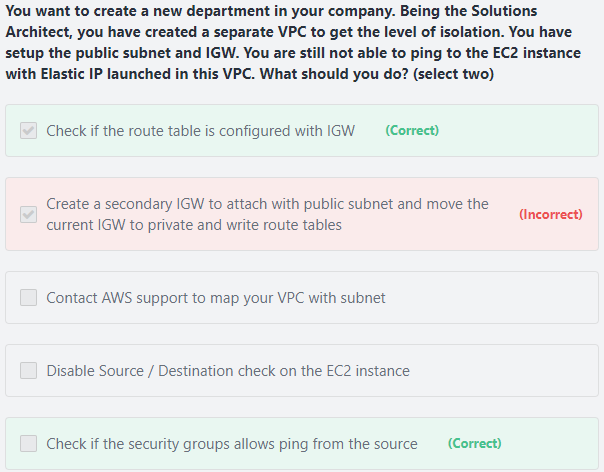 You want to create a new department in your company. Being the Solutions
Architect, you have created a separate VPC to get the level of isolation. You have
setup the public subnet and IGW. You are still not able to ping to the EC2 instance
with Elastic IP launched in this VPC. What should you do? (select two)
Check if the route table is configured with IGW (Correct)
Create a secondary IGW to attach with public subnet and move the
current IGW to private and write route tables
(Incorrect)
Contact AWS support to map your VPC with subnet
Disable Source / Destination check on the EC2 instance
Check if the security groups allows ping from the source (Correct)